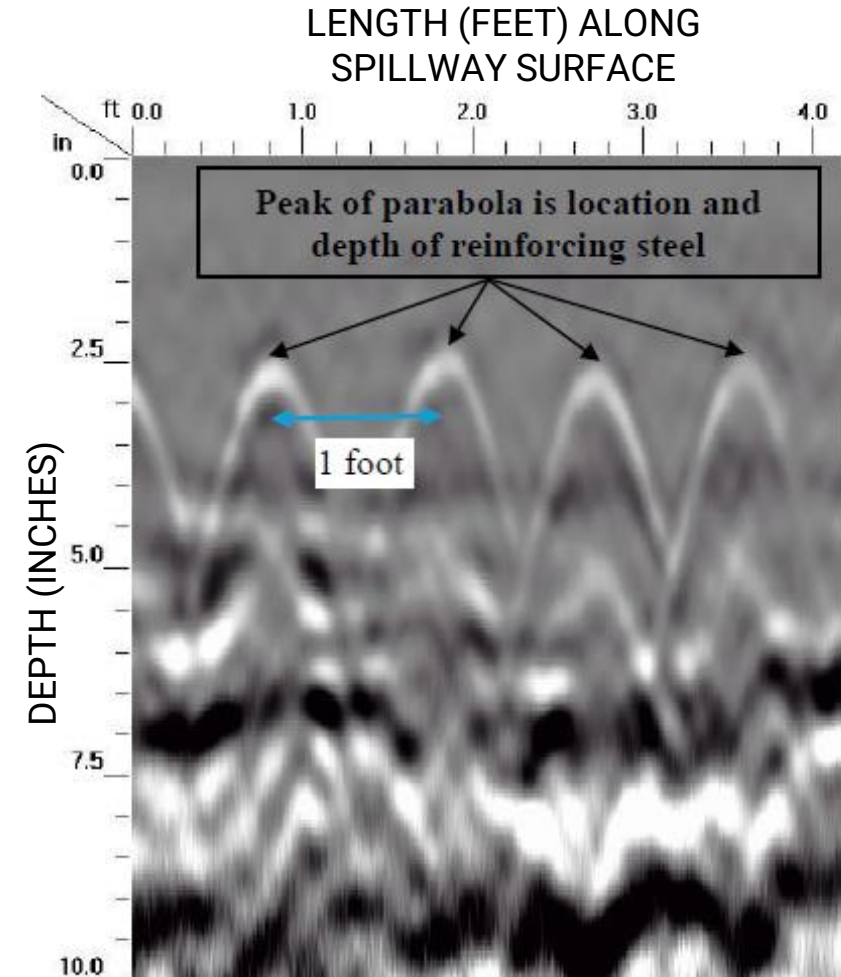 LENGTH (FEET) ALONG
SPILLWAY SURFACE
ft 0.0 1.0 2.0 3.0 4.0
in
0.0
Peak of parabola is location and
depth of reinforcing steel
2.5
1 foot
5.0
7.5
10.0
DEPTH (INCHES)